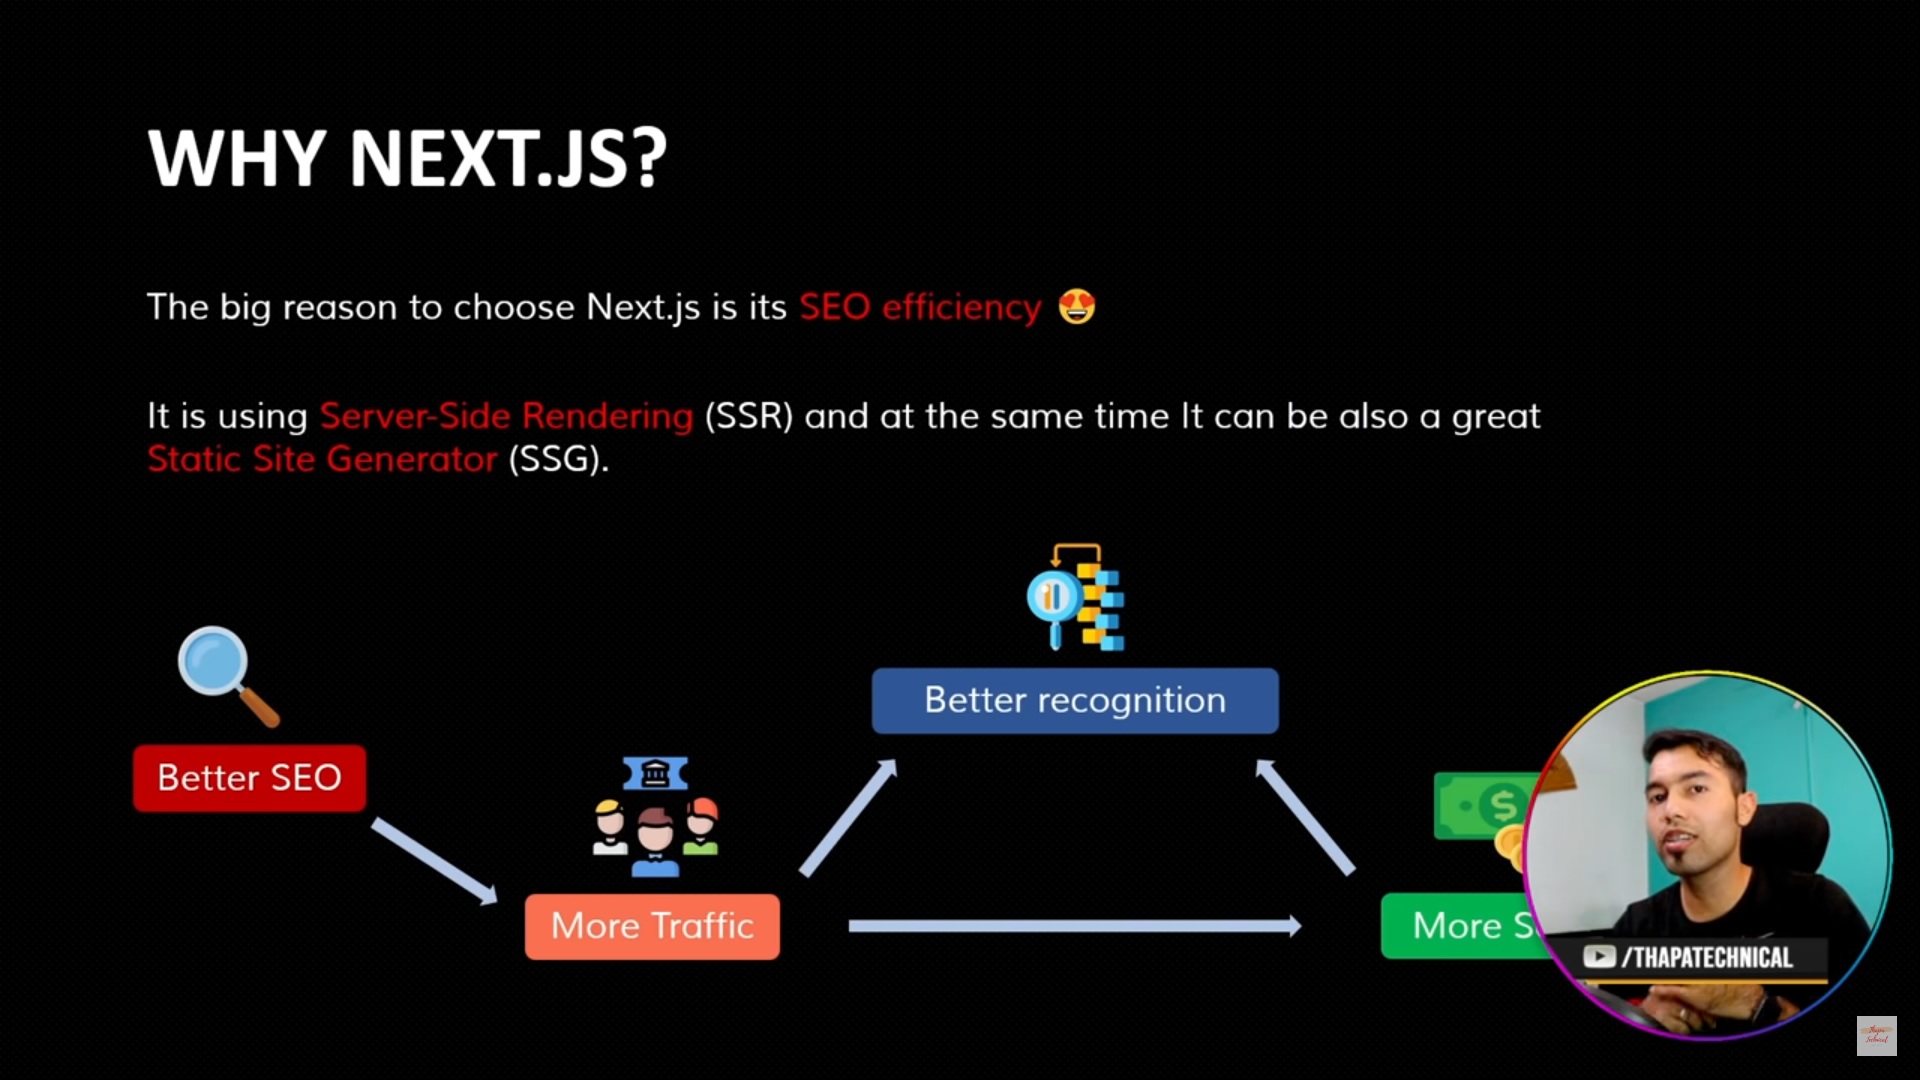 WHY NEXT.JS?
The big reason to choose Next.js is its SEO efficiency 😍
It is using Server-Side Rendering (SSR) and at the same time It can be also a great
Static Site Generator (SSG).
Better recognition
Better SEO
More Traffic
More
/THAPATECHNICAL